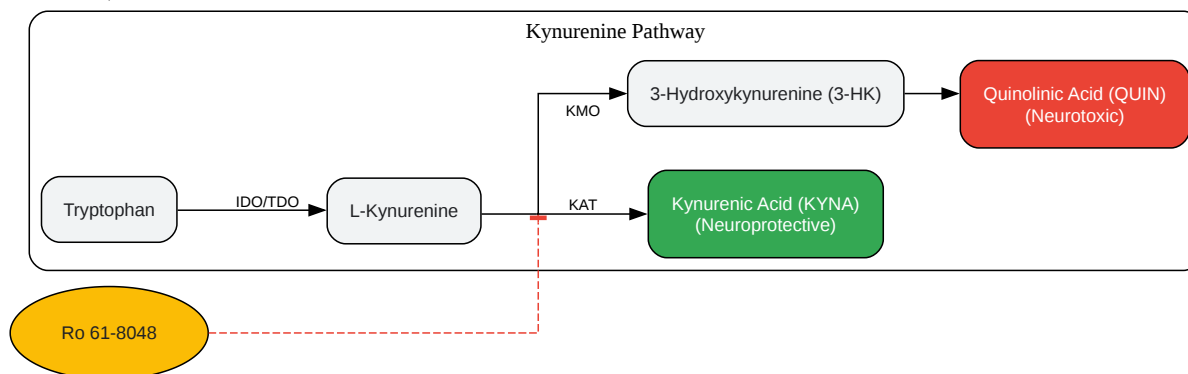 Kynurenine Pathway
3-Hydroxykynurenine (3-HK)
Quinolinic Acid (QUIN)
(Neurotoxic)
KMO
Tryptophan
IDO/TDO
L-Kynurenine
KAT
Kynurenic Acid (KYNA)
(Neuroprotective)
Ro 61-8048